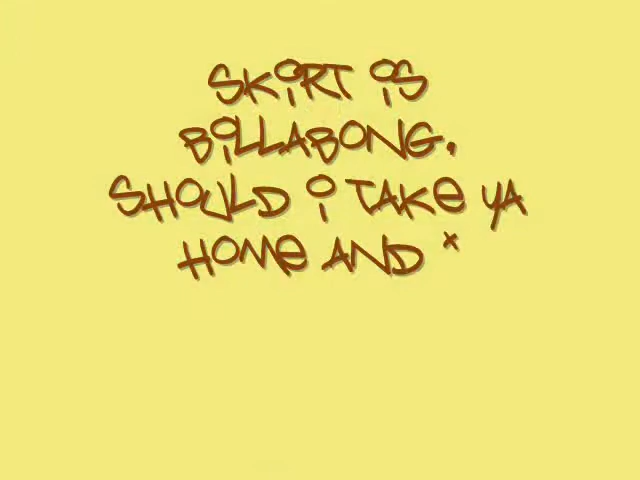 SKiRT iS
BiLLABONG,
SHOULD i TAKe YA
HOMe AND *